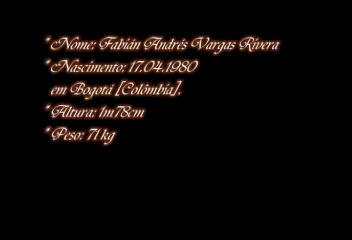 * Nome: Fabián Andrés Vargas Rivera
* Nascimento: 17.04.1980
em Bogotá [Colômbia].
* Altura: 1m78cm
* Peso: 71 kg